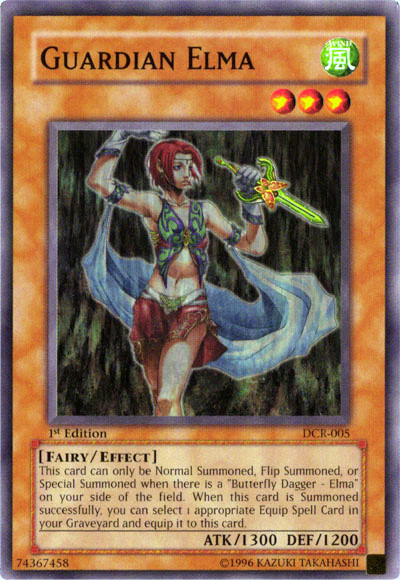 GUARDIAN ELMA
WIND
風
1st Edition
DCR-005
[FAIRY/EFFECT]
This card can only be Normal Summoned, Flip Summoned, or
Special Summoned when there is a "Butterfly Dagger - Elma"
on your side of the field. When this card is Summoned
successfully, you can select 1 appropriate Equip Spell Card in
your Graveyard and equip it to this card.
ATK/1300 DEF/1200
74367458
©1996 KAZUKI TAKAHASHI